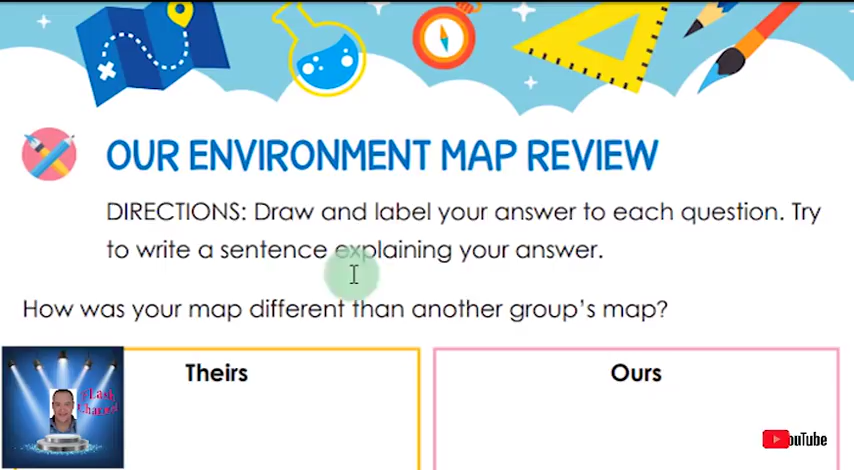 OUR ENVIRONMENT MAP REVIEW
DIRECTIONS: Draw and label your answer to each question. Try
to write a sentence explaining your answer.
How was your map different than another group's map?
Theirs
Ours
Channel
YouTube